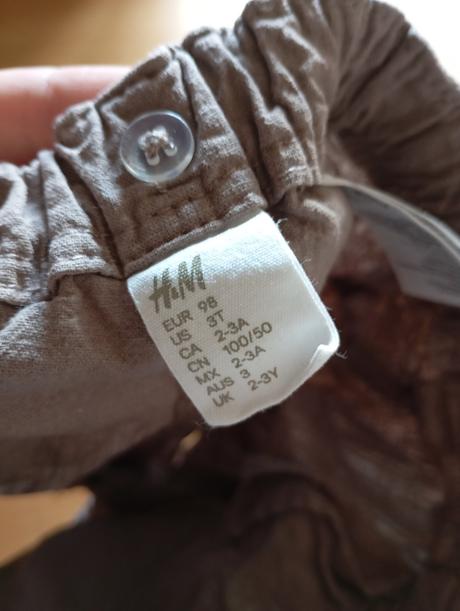 H&M
EUR 98
US 3T
CA 2-3A
CN 100/50
MX 2-3A
AUS 3
UK 2-3Y